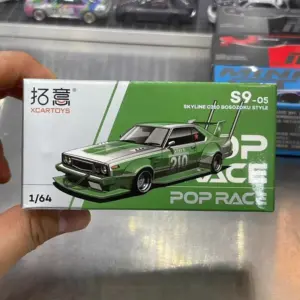 拓意
XCARTOYS
S9-05
SKYLINE C210 BOSOZOKU STYLE
210
POP
RACE
1/64
POP RACE